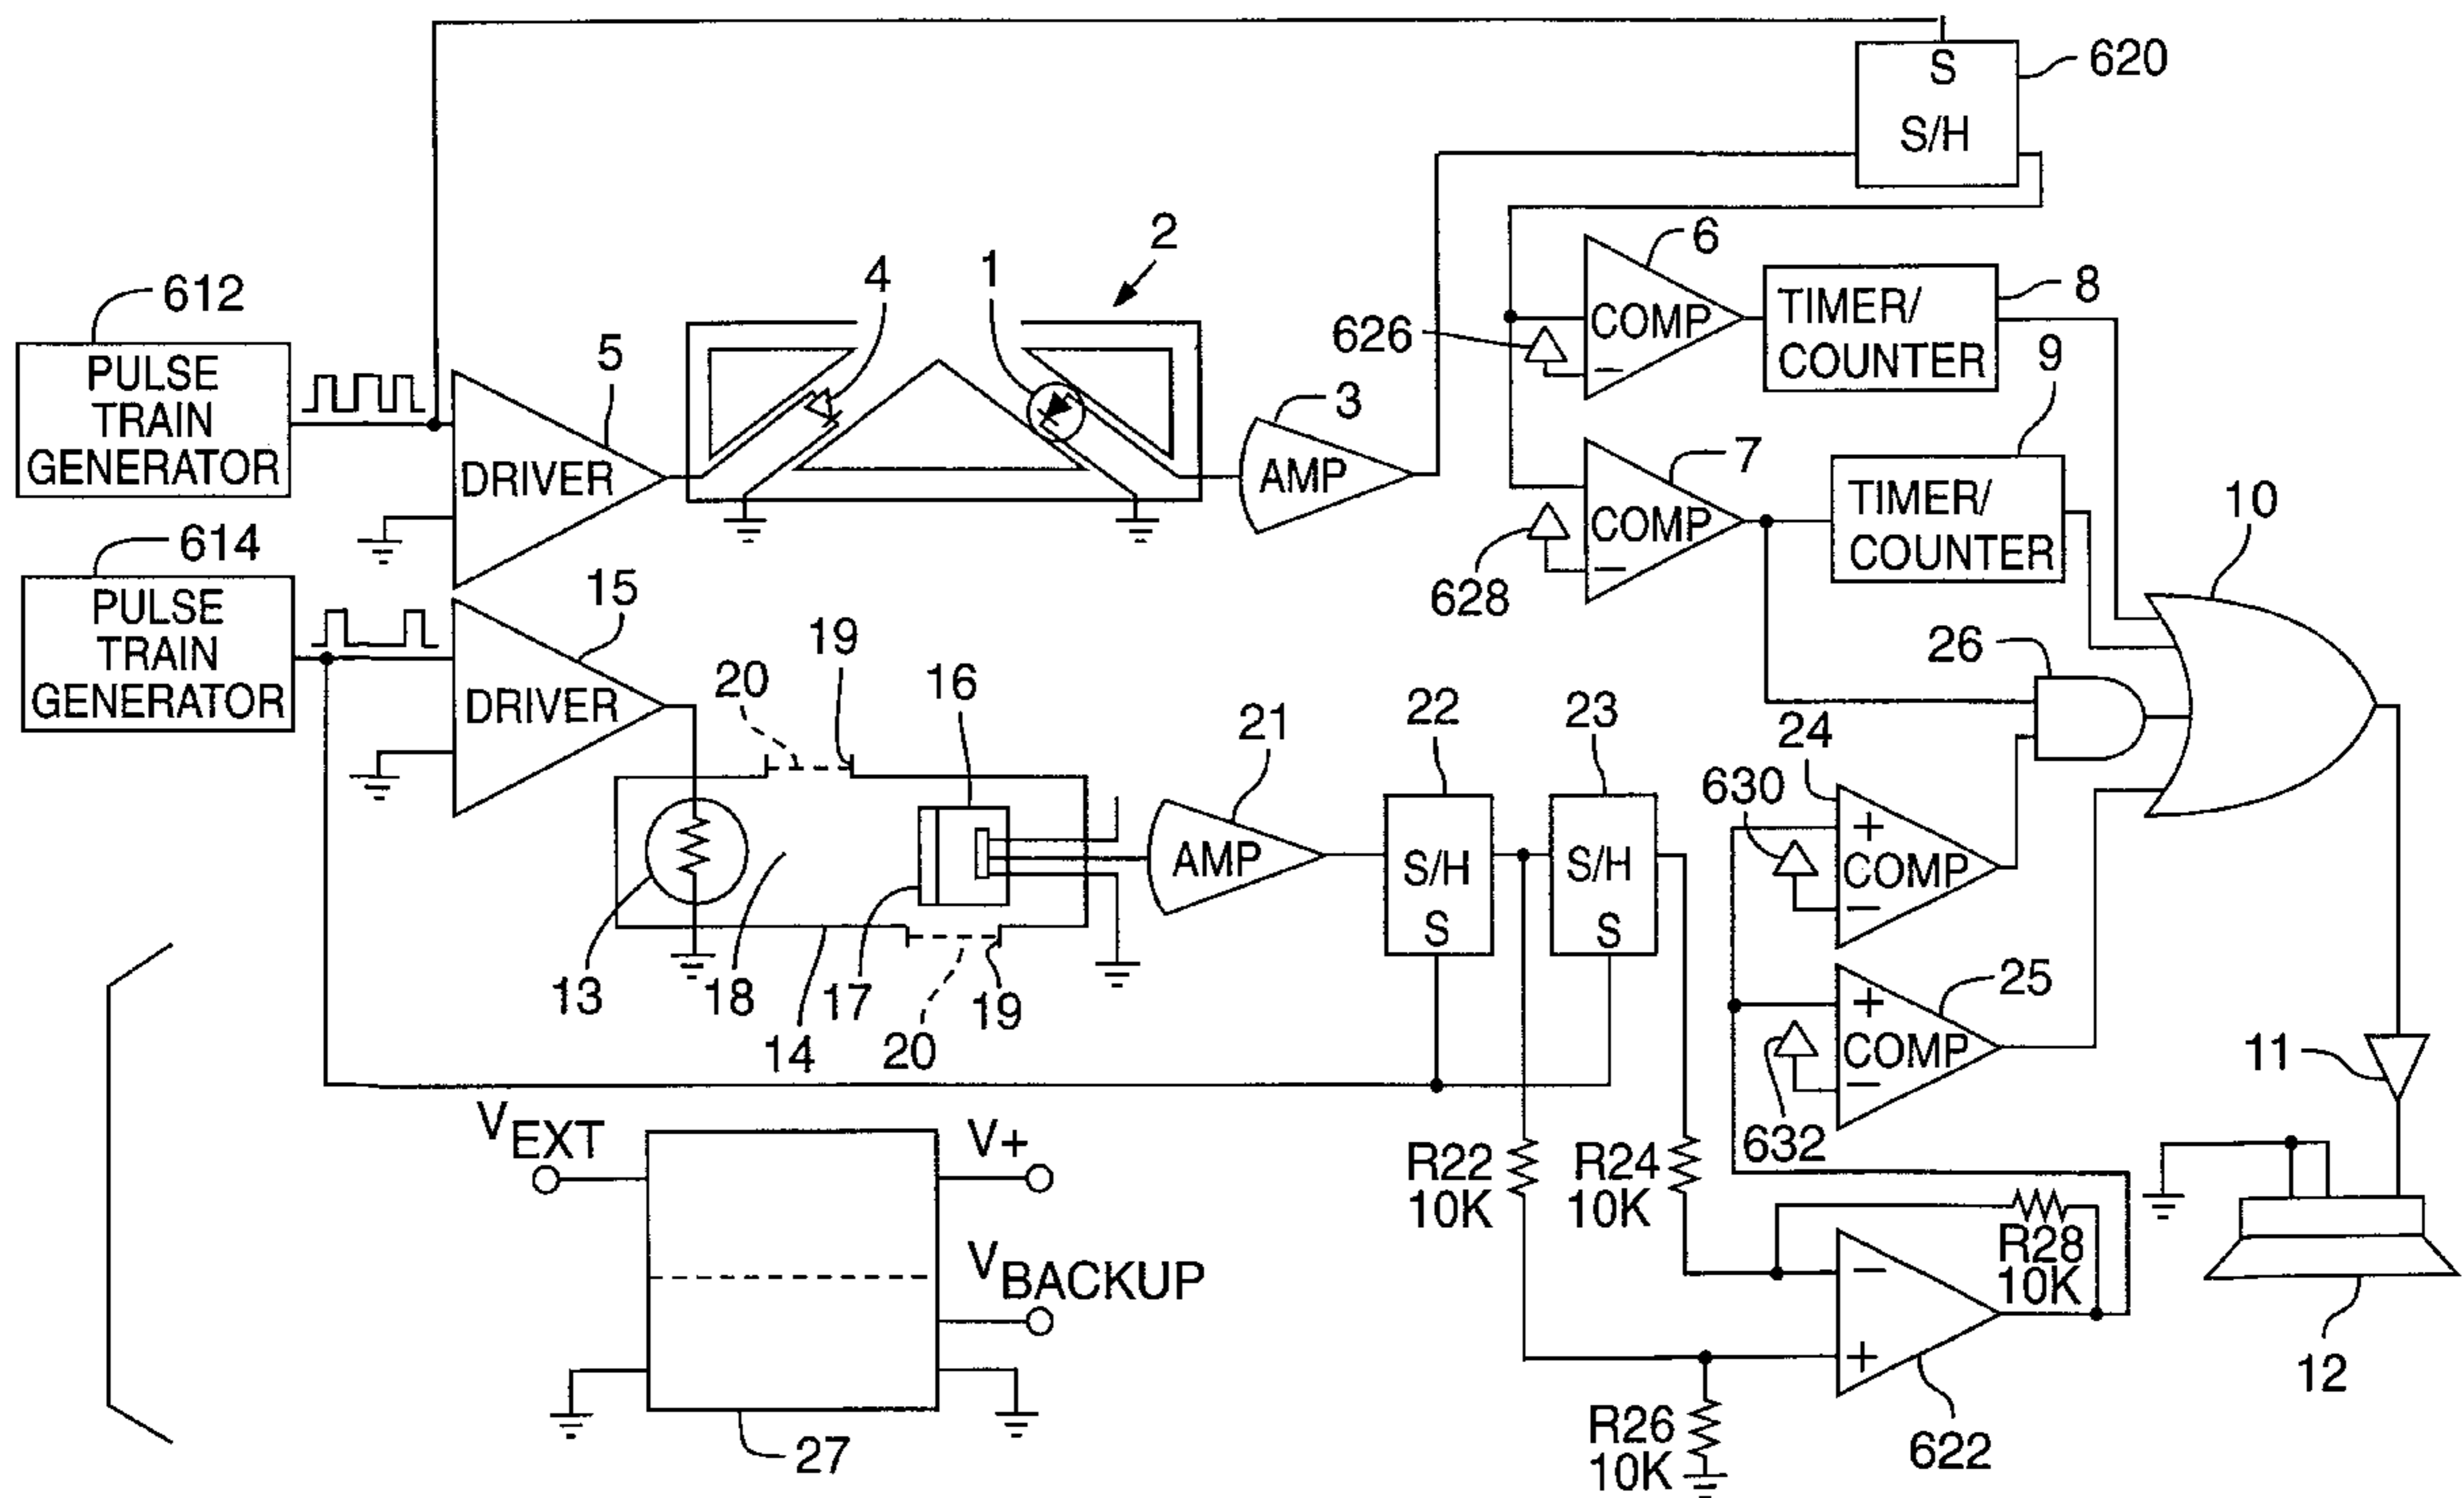 S
620
S/H
2
6
4
1
612
626
COMP
TIMER/
COUNTER
8
PULSE
TRAIN
GENERATOR
5
3
9
DRIVER
AMP
7
TIMER/
COUNTER
10
614
COMP
628
PULSE
TRAIN
GENERATOR
15
19
20
16
26
DRIVER
21
22
23
24
630
+
COMP
−
AMP
S/H
S
S/H
S
13
18
17
19
14
20
25
+
COMP
−
632
11
VEXT
V+
R22
10K
R24
10K
VBACKUP
R28
10K
−
+
12
R26
10K
622
27
−
−